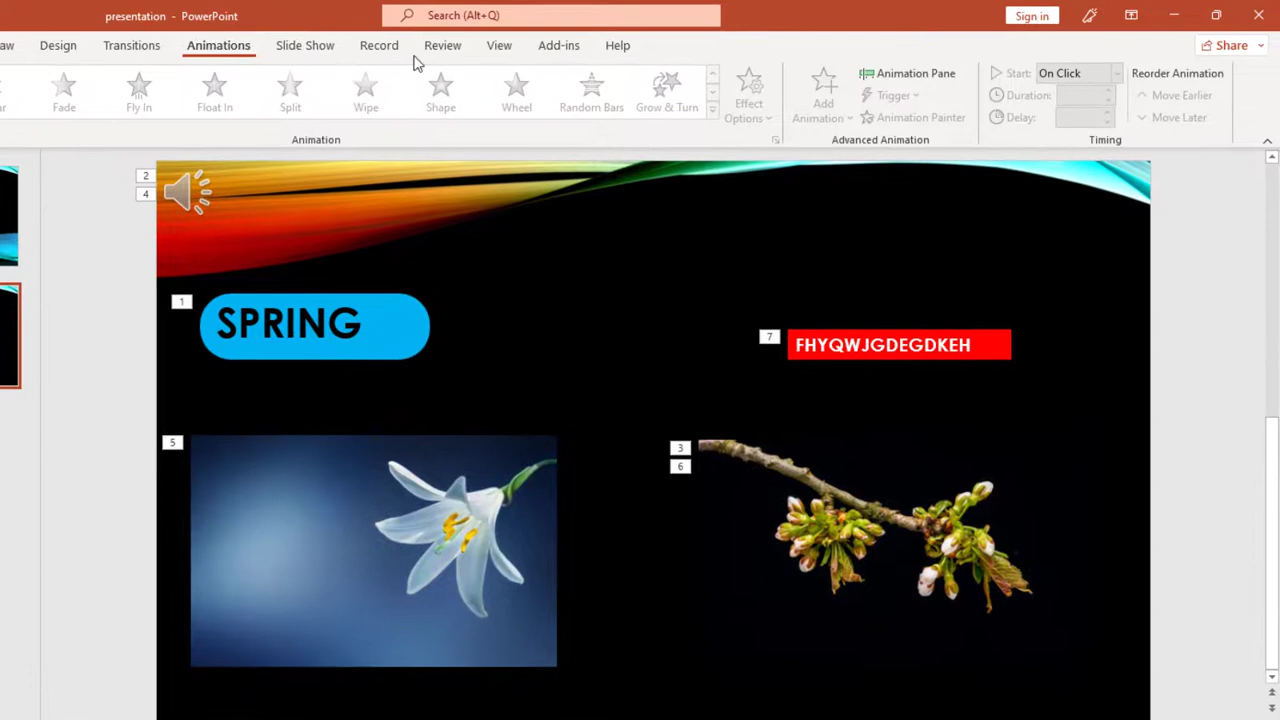 presentation - PowerPoint
Search (Alt+Q)
Sign in
aw
Design
Transitions
Animations
Slide Show
Record
Review
View
Add-ins
Help
Share
ar
Fade
Fly In
Float In
Split
Wipe
Shape
Wheel
Random Bars
Grow & Turn
Effect
Options
Add
Animation
Animation Pane
Trigger
Animation Painter
Start: On Click
Duration:
Delay:
Reorder Animation
Move Earlier
Move Later
Animation
Advanced Animation
Timing
2
4
1
SPRING
7
FHYQWJGDEGDKEH
5
3
6